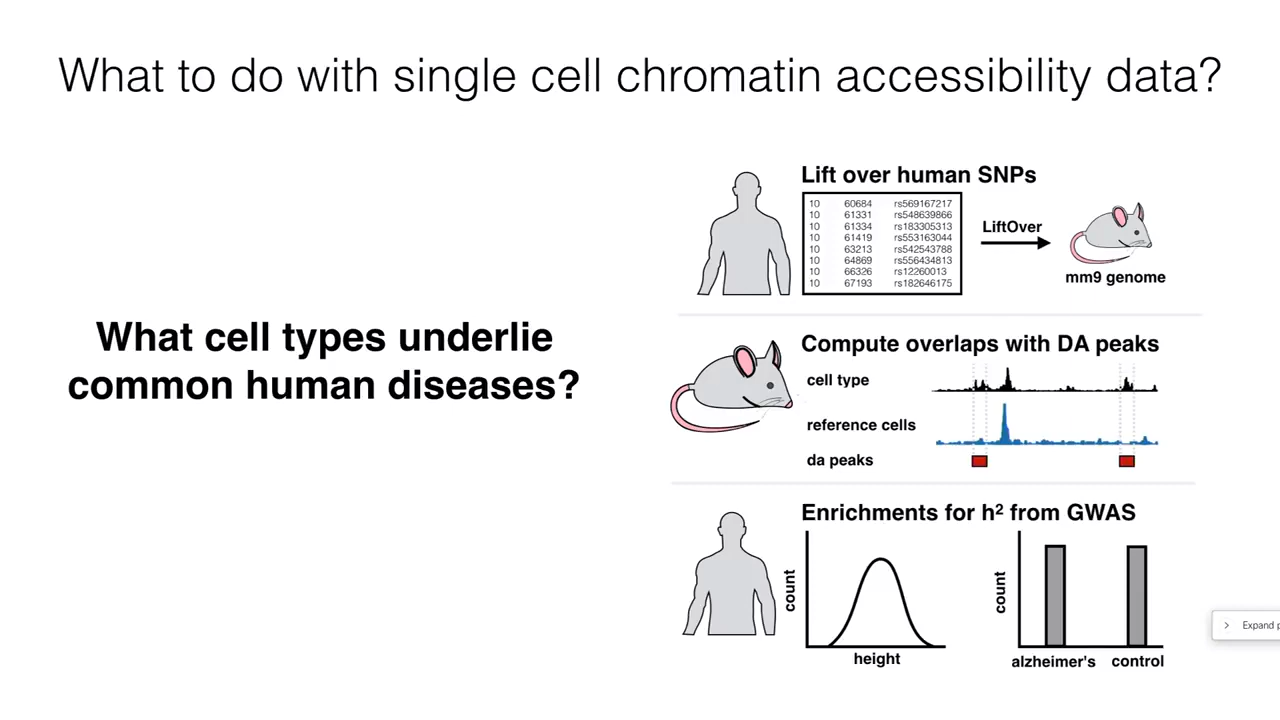 What to do with single cell chromatin accessibility data?
What cell types underlie
common human diseases?
Lift over human SNPs
10 60684 rs569167217
10 61331 rs548639866
10 61334 rs183305313
10 61419 rs553163044
10 63213 rs542543788
10 64869 rs556434813
10 66326 rs12260013
10 67193 rs182646175
LiftOver
mm9 genome
Compute overlaps with DA peaks
cell type
reference cells
da peaks
Enrichments for h² from GWAS
count
height
count
alzheimer's control
> Expand p